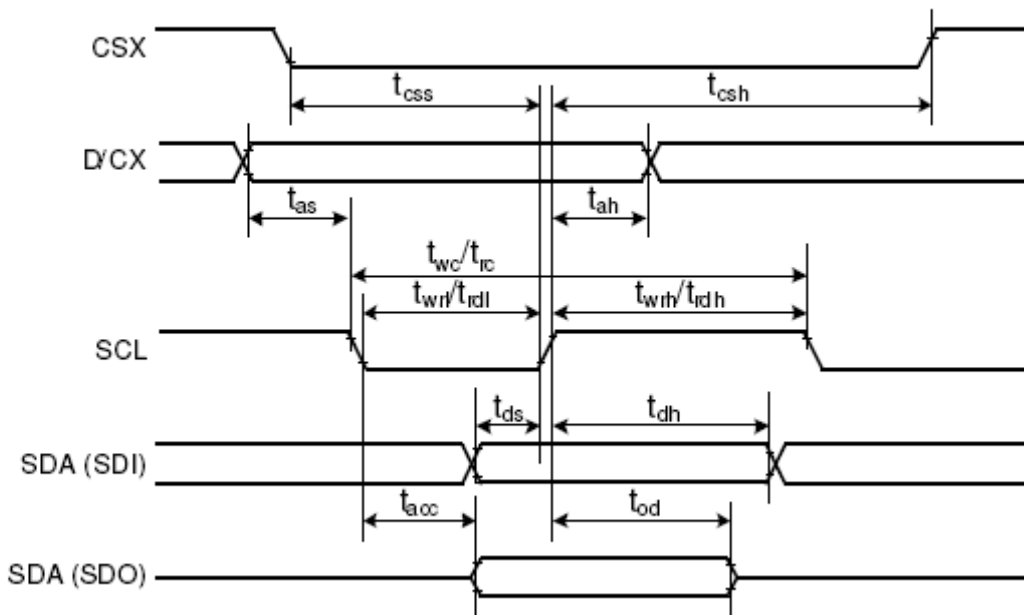 CSX
tcss
tcsh
D/CX
tas
tah
twc/trc
twrl/trdl
twrh/trdh
SCL
tds
tdh
SDA (SDI)
tacc
tod
SDA (SDO)